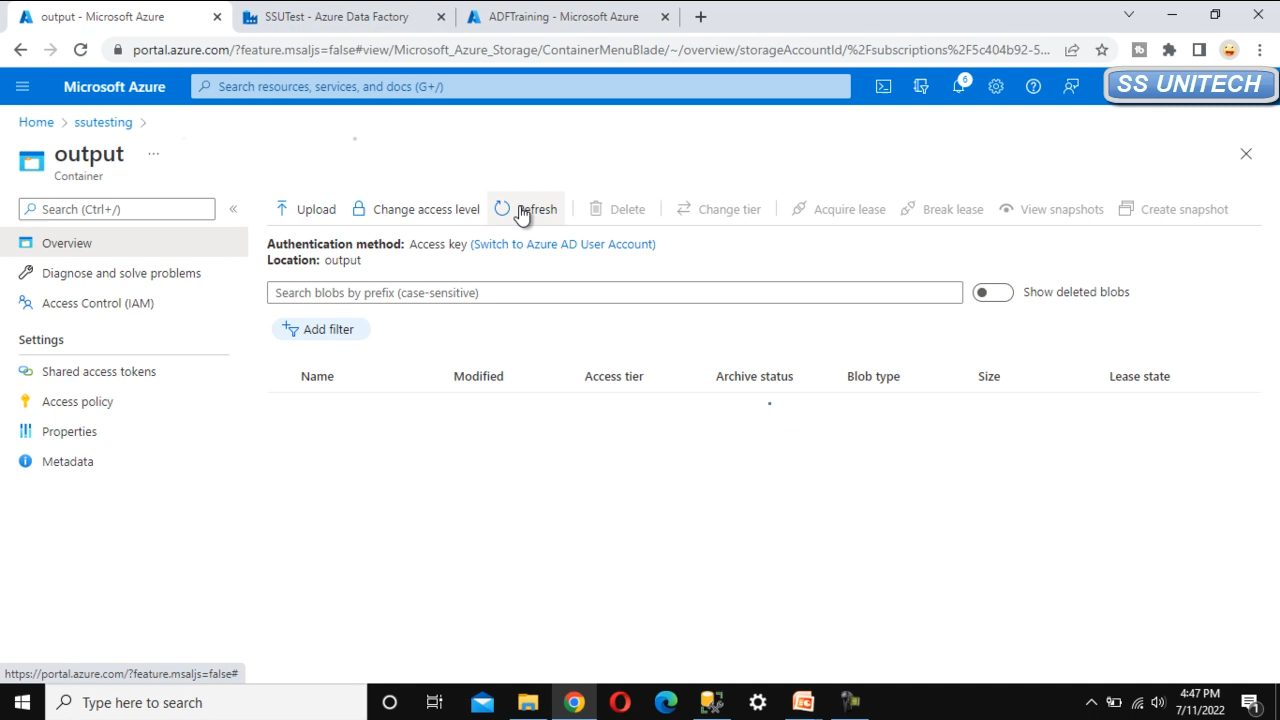 output - Microsoft Azure
SSUTest - Azure Data Factory
ADFTraining - Microsoft Azure
portal.azure.com/?feature.msaljs=false#view/Microsoft_Azure_Storage/ContainerMenuBlade/~/overview/storageAccountId/%2Fsubscriptions%2F5c404b92-5...
Microsoft Azure
Search resources, services, and docs (G+/)
6
SS UNITECH
Home > ssutesting >
output ...
Container
Search (Ctrl+/)
«
Upload
Change access level
Refresh
Delete
Change tier
Acquire lease
Break lease
View snapshots
Create snapshot
Overview
Diagnose and solve problems
Access Control (IAM)
Settings
Shared access tokens
Access policy
Properties
Metadata
Authentication method: Access key (Switch to Azure AD User Account)
Location: output
Search blobs by prefix (case-sensitive)
Show deleted blobs
Add filter
Name Modified Access tier Archive status Blob type Size Lease state
https://portal.azure.com/?feature.msaljs=false#
Type here to search
4:47 PM
7/11/2022
1